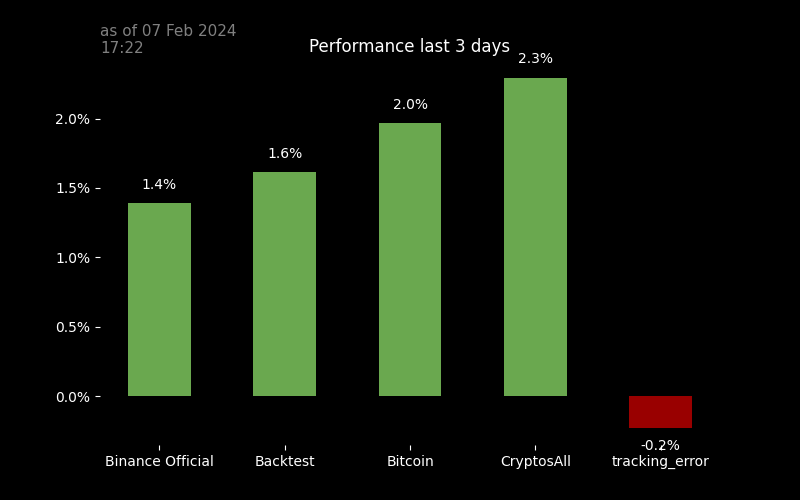 as of 07 Feb 2024
17:22
Performance last 3 days
2.3%
2.0%
1.6%
1.4%
-0.2%
2.0%
1.5%
1.0%
0.5%
0.0%
Binance Official
Backtest
Bitcoin
CryptosAll
tracking_error